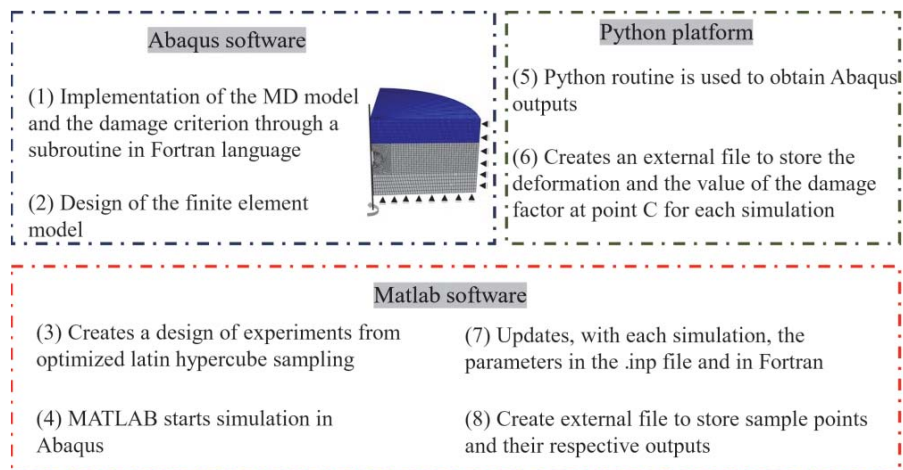 Abaqus software
(1) Implementation of the MD model
and the damage criterion through a
subroutine in Fortran language
(2) Design of the finite element
model
Python platform
(5) Python routine is used to obtain Abaqus
outputs
(6) Creates an external file to store the
deformation and the value of the damage
factor at point C for each simulation
Matlab software
(3) Creates a design of experiments from
optimized latin hypercube sampling
(4) MATLAB starts simulation in
Abaqus
(7) Updates, with each simulation, the
parameters in the .inp file and in Fortran
(8) Create external file to store sample points
and their respective outputs